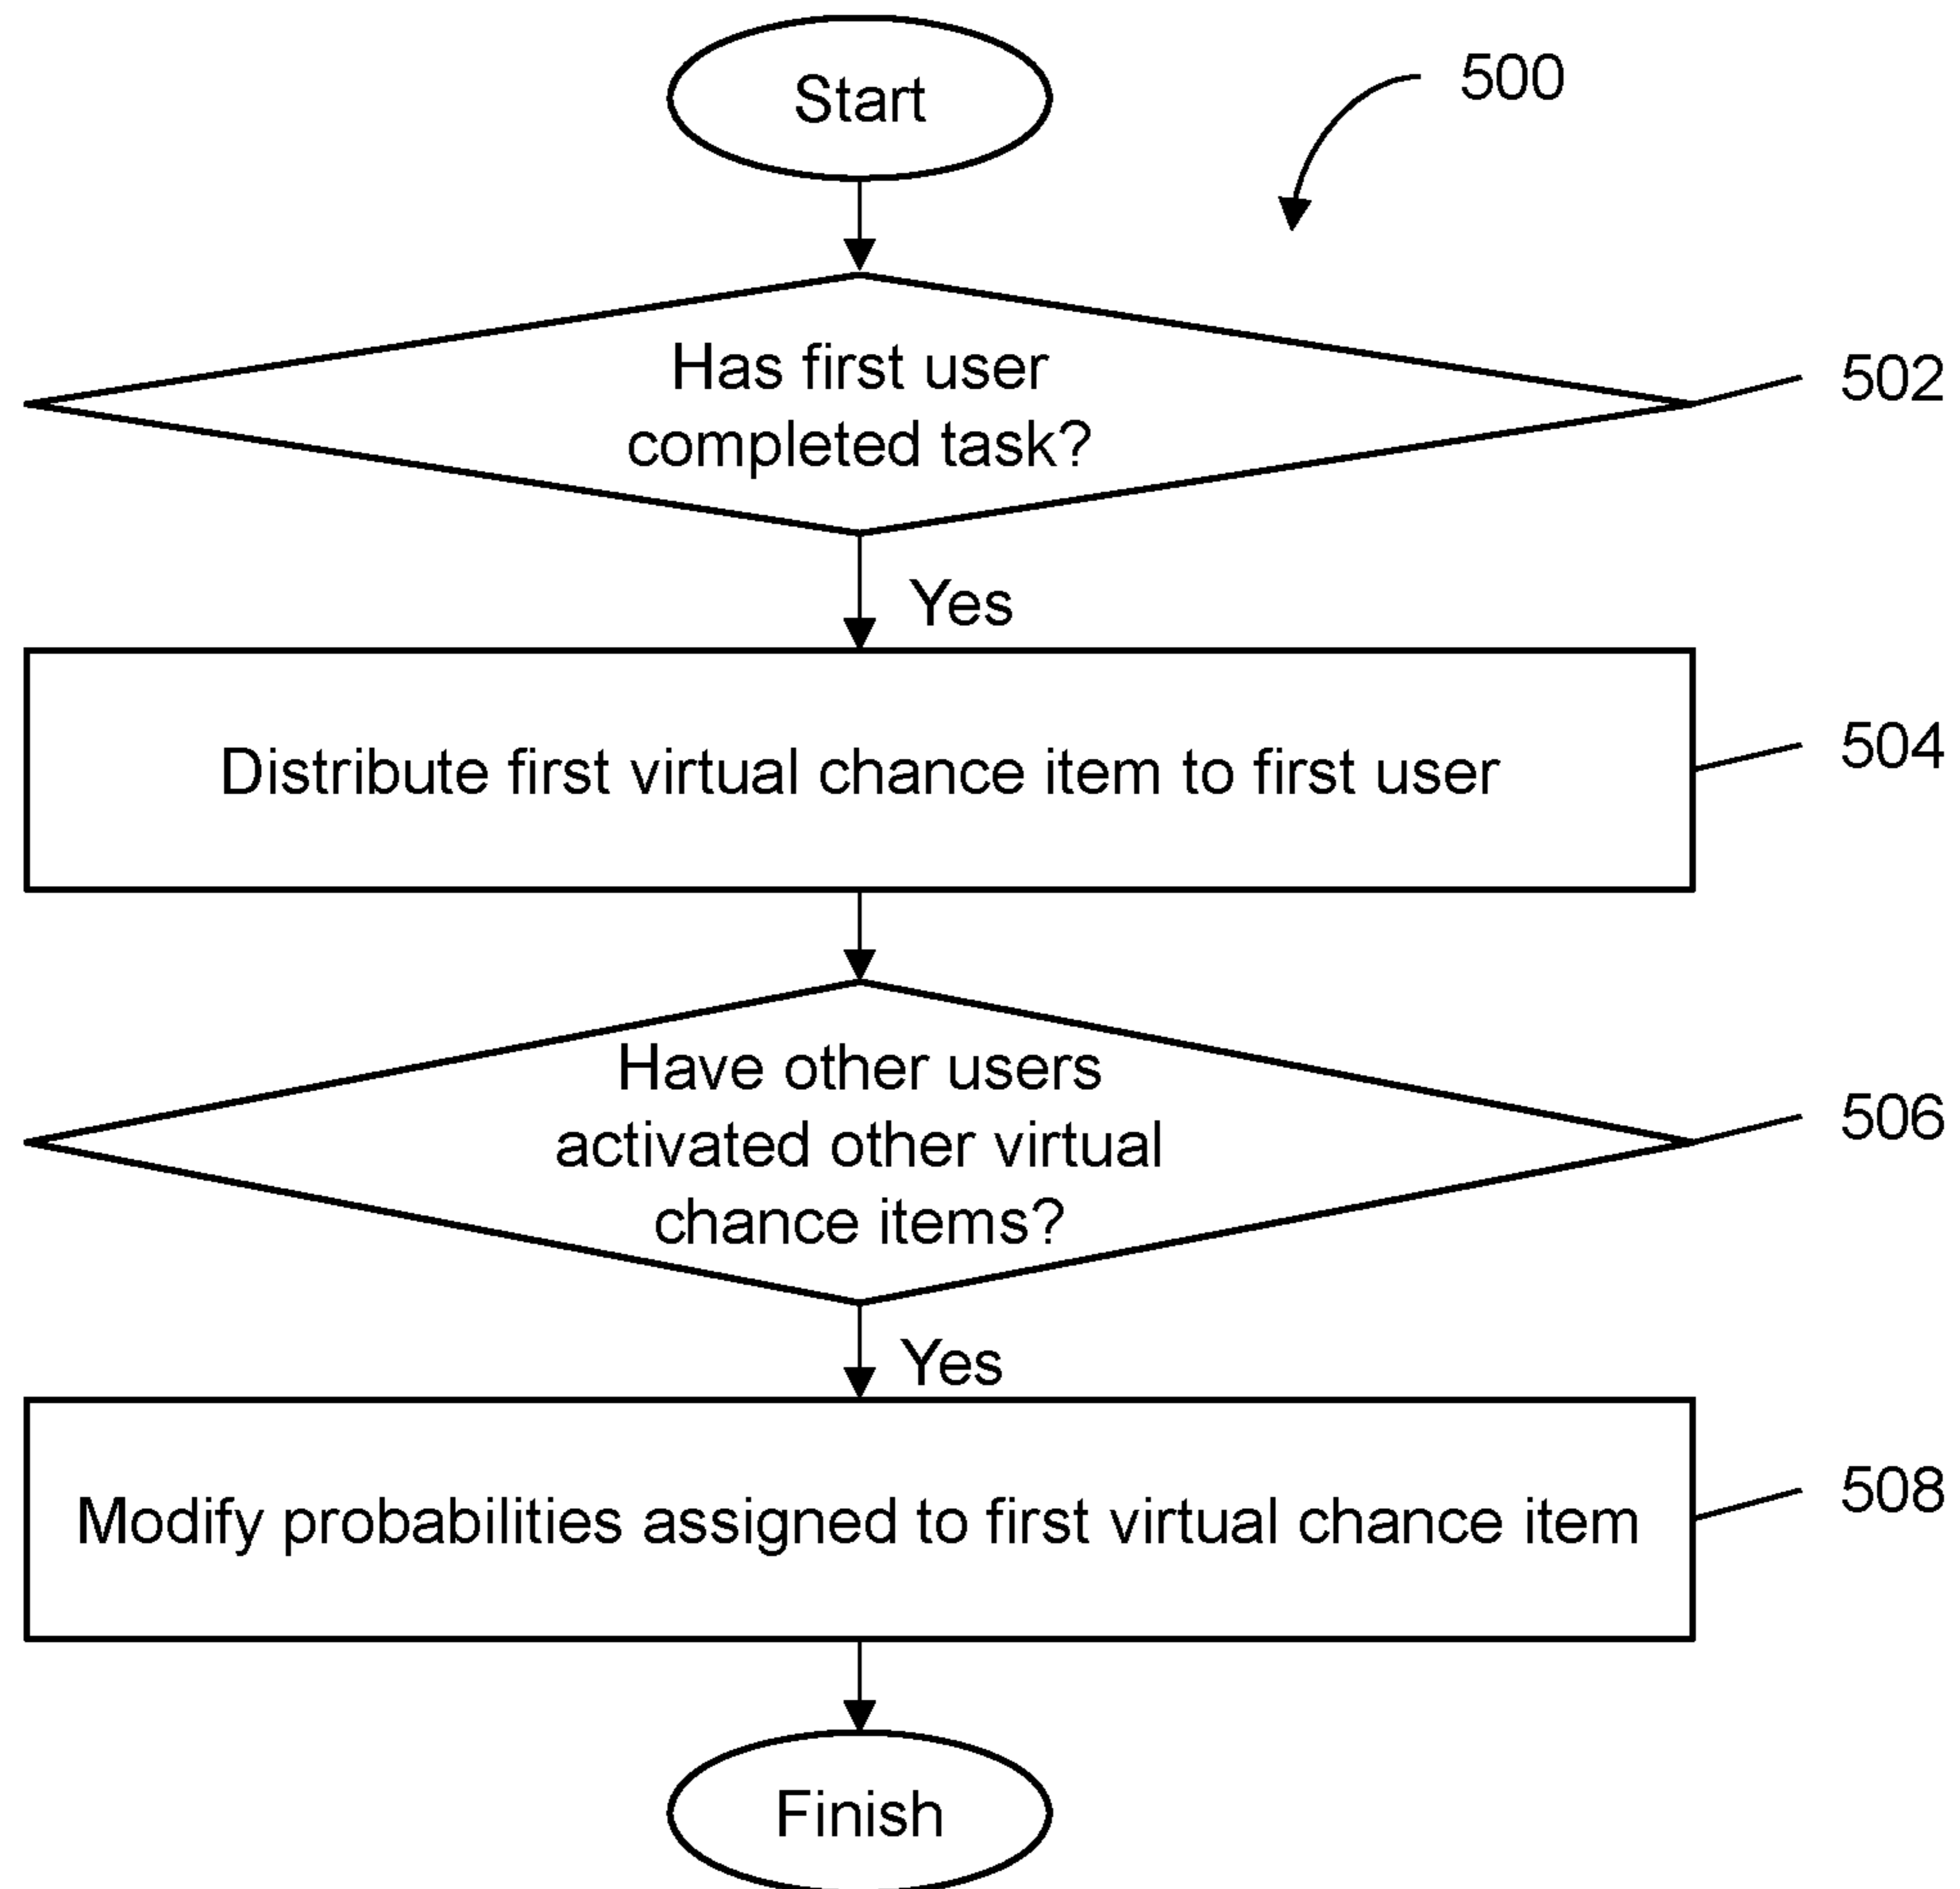 Start
500
Has first user
completed task?
502
Yes
Distribute first virtual chance item to first user
504
Have other users
activated other virtual
chance items?
506
Yes
Modify probabilities assigned to first virtual chance item
508
Finish